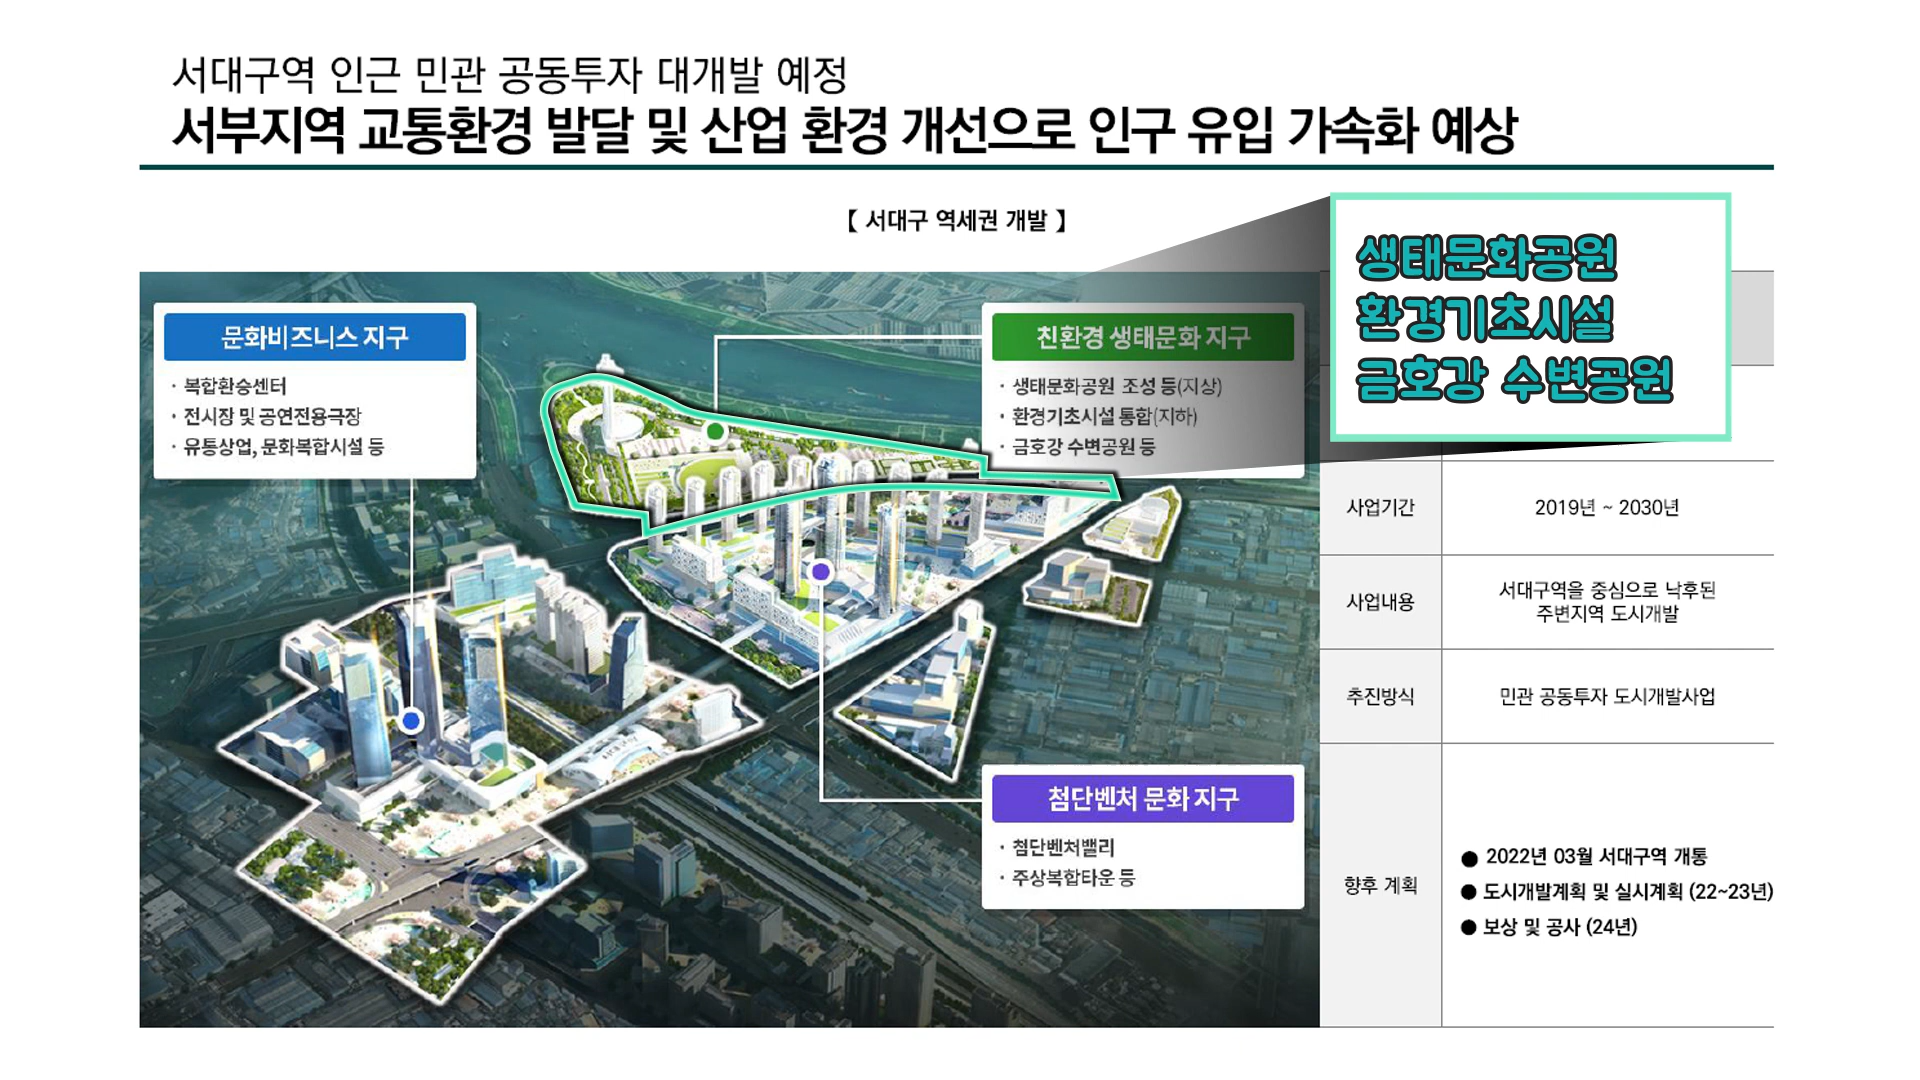 서대구역 인근 민관 공동투자 대개발 예정
서부지역 교통환경 발달 및 산업 환경 개선으로 인구 유입 가속화 예상
【 서대구 역세권 개발 】
생태문화공원
환경기초시설
금호강 수변공원
문화비즈니스 지구
· 복합환승센터
· 전시장 및 공연전용극장
· 유통상업, 문화복합시설 등
친환경 생태문화 지구
· 생태문화공원 조성 등(지상)
· 환경기초시설 통합(지하)
· 금호강 수변공원 등
첨단벤처 문화 지구
· 첨단벤처밸리
· 주상복합타운 등
사업기간
2019년 ~ 2030년
사업내용
서대구역을 중심으로 낙후된
주변지역 도시개발
추진방식
민관 공동투자 도시개발사업
향후 계획
● 2022년 03월 서대구역 개통
● 도시개발계획 및 실시계획 (22~23년)
● 보상 및 공사 (24년)